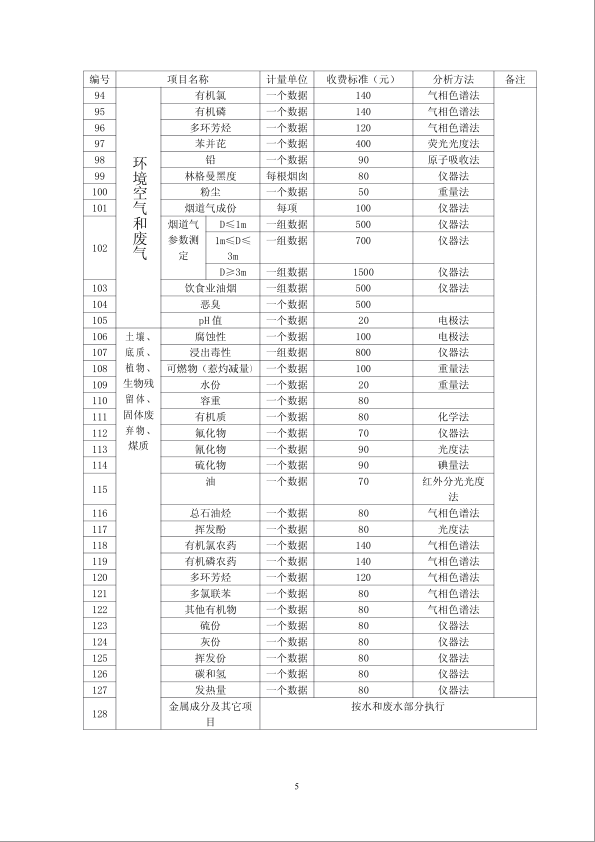 编号 项目名称 计量单位 收费标准（元） 分析方法 备注
环境空气和废气
94 有机氯 一个数据 140 气相色谱法
95 有机磷 一个数据 140 气相色谱法
96 多环芳烃 一个数据 120 气相色谱法
97 苯并芘 一个数据 400 荧光光度法
98 铅 一个数据 90 原子吸收法
99 林格曼黑度 每根烟囱 80 仪器法
100 粉尘 一个数据 50 重量法
101 烟道气成份 每项 100 仪器法
102 烟道气参数测定 D≤1m 一组数据 500 仪器法
1m≤D≤3m 一组数据 700 仪器法
D≥3m 一组数据 1500 仪器法
103 饮食业油烟 一组数据 500 仪器法
104 恶臭 一个数据 500
105 pH 值 一个数据 20 电极法
土壤、
底质、
植物、
生物残
留体、
固体废
弃物、
煤质
106 腐蚀性 一个数据 100 电极法
107 浸出毒性 一组数据 800 仪器法
108 可燃物（惹灼减量） 一个数据 100 重量法
109 水份 一个数据 20 重量法
110 容重 一个数据 80
111 有机质 一个数据 80 化学法
112 氟化物 一个数据 70 仪器法
113 氰化物 一个数据 90 光度法
114 硫化物 一个数据 90 碘量法
115 油 一个数据 70 红外分光光度法
116 总石油烃 一个数据 80 气相色谱法
117 挥发酚 一个数据 80 光度法
118 有机氯农药 一个数据 140 气相色谱法
119 有机磷农药 一个数据 140 气相色谱法
120 多环芳烃 一个数据 120 气相色谱法
121 多氯联苯 一个数据 80 气相色谱法
122 其他有机物 一个数据 80 气相色谱法
123 硫份 一个数据 80 仪器法
124 灰份 一个数据 80 仪器法
125 挥发份 一个数据 80 仪器法
126 碳和氢 一个数据 80 仪器法
127 发热量 一个数据 80 仪器法
128 金属成分及其它项目 按水和废水部分执行
5